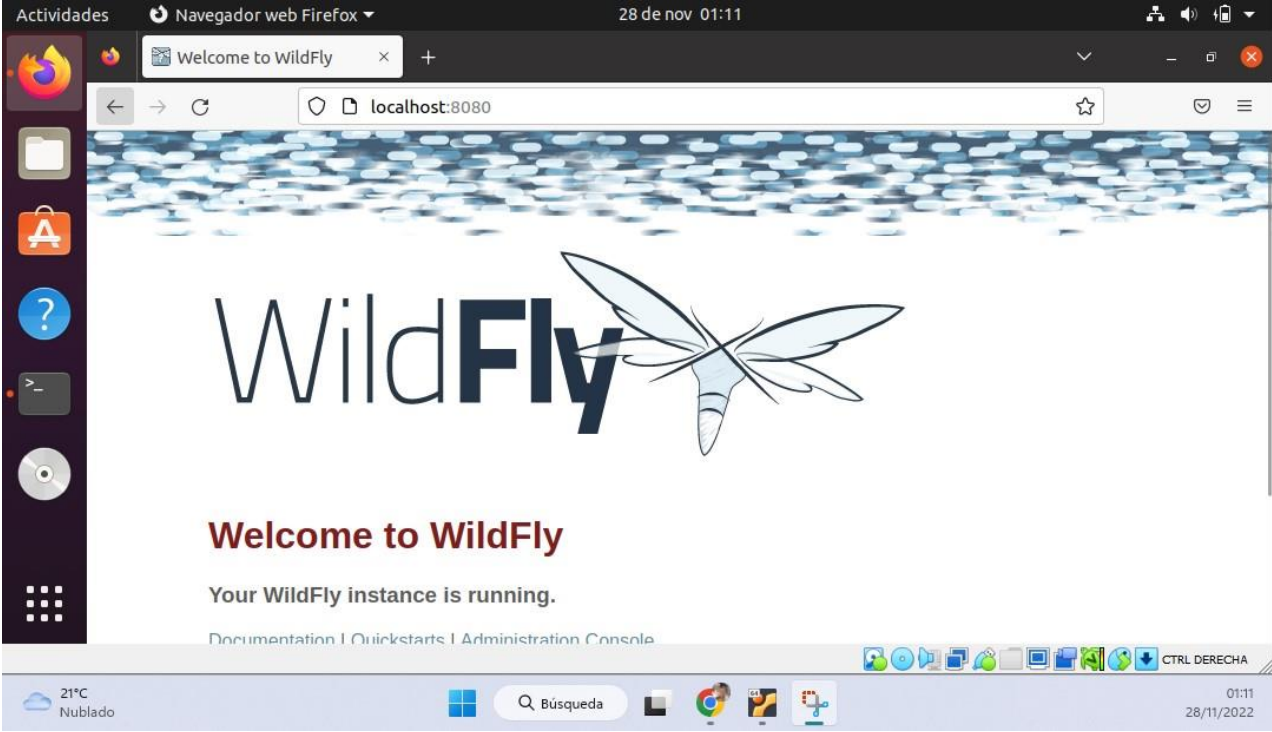 Actividades Navegador web Firefox 28 de nov 01:11
Welcome to WildFly
localhost:8080
WildFly
Welcome to WildFly
Your WildFly instance is running.
Documentation | Quickstarts | Administration Console
CTRL DERECHA
21°C
Nublado
Búsqueda
64
01:11
28/11/2022